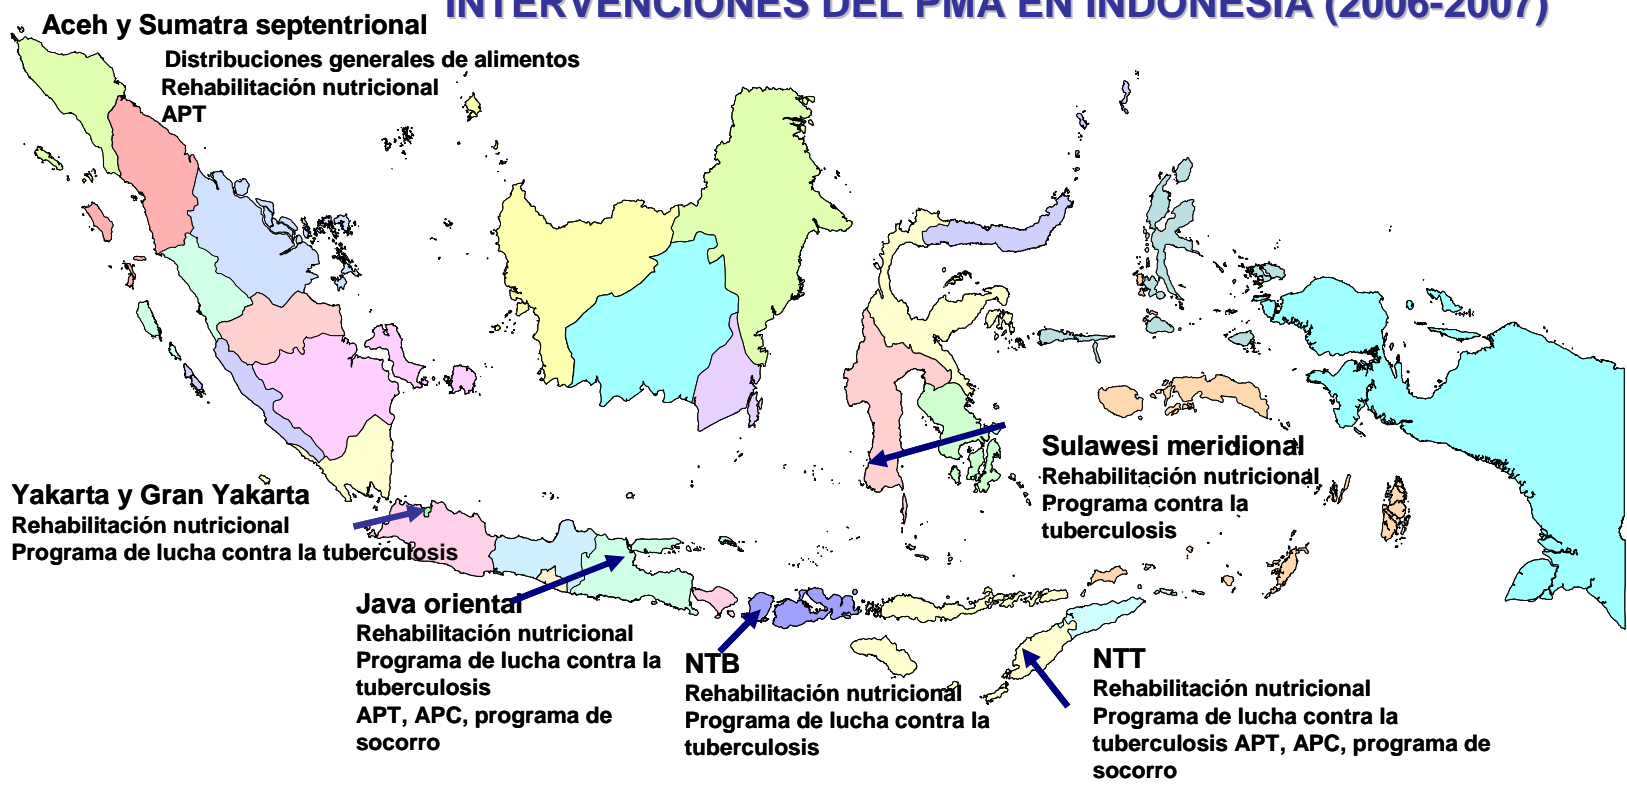 INTERVENCIONES DEL PMA EN INDONESIA (2006-2007)
Aceh y Sumatra septentrional
Distribuciones generales de alimentos
Rehabilitación nutricional
APT
Sulawesi meridional
Rehabilitación nutricional
Programa contra la
tuberculosis
Yakarta y Gran Yakarta
Rehabilitación nutricional
Programa de lucha contra la tuberculosis
Java oriental
Rehabilitación nutricional
Programa de lucha contra la
tuberculosis
APT, APC, programa de
socorro
NTB
Rehabilitación nutricional
Programa de lucha contra la
tuberculosis
NTT
Rehabilitación nutricional
Programa de lucha contra la
tuberculosis APT, APC, programa de
socorro